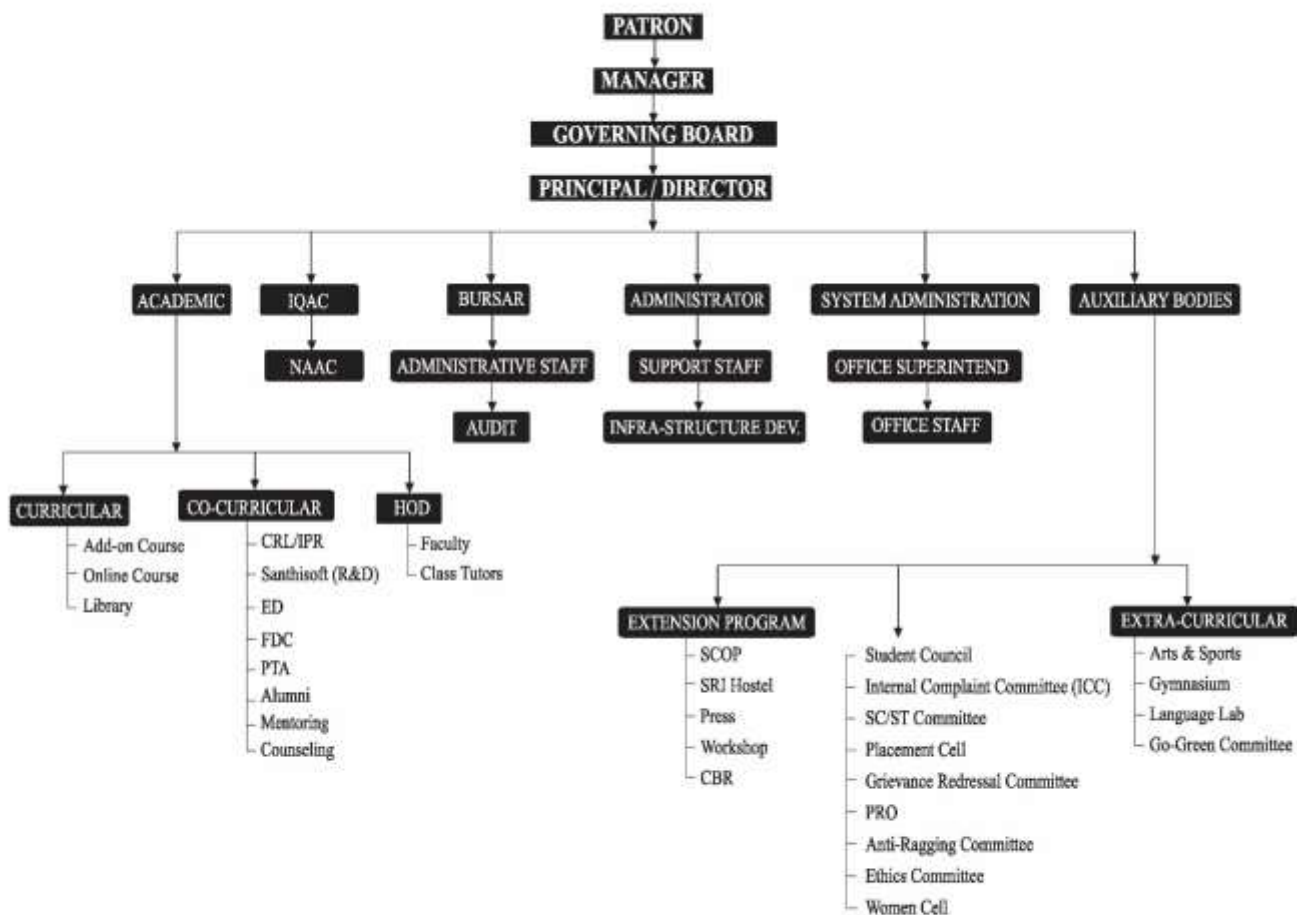 PATRON
MANAGER
GOVERNING BOARD
PRINCIPAL / DIRECTOR
ACADEMIC
IQAC
BURSAR
ADMINISTRATOR
SYSTEM ADMINISTRATION
AUXILIARY BODIES
NAAC
ADMINISTRATIVE STAFF
SUPPORT STAFF
OFFICE SUPERINTEND
AUDIT
INFRA-STRUCTURE DEV.
OFFICE STAFF
CURRICULAR
Add-on Course
Online Course
Library
CO-CURRICULAR
CRL/IPR
Santhisoft (R&D)
ED
FDC
PTA
Alumni
Mentoring
Counseling
HOD
Faculty
Class Tutors
EXTENSION PROGRAM
SCOP
SRI Hostel
Press
Workshop
CBR
Student Council
Internal Complaint Committee (ICC)
SC/ST Committee
Placement Cell
Grievance Redressal Committee
PRO
Anti-Ragging Committee
Ethics Committee
Women Cell
EXTRA-CURRICULAR
Arts & Sports
Gymnasium
Language Lab
Go-Green Committee